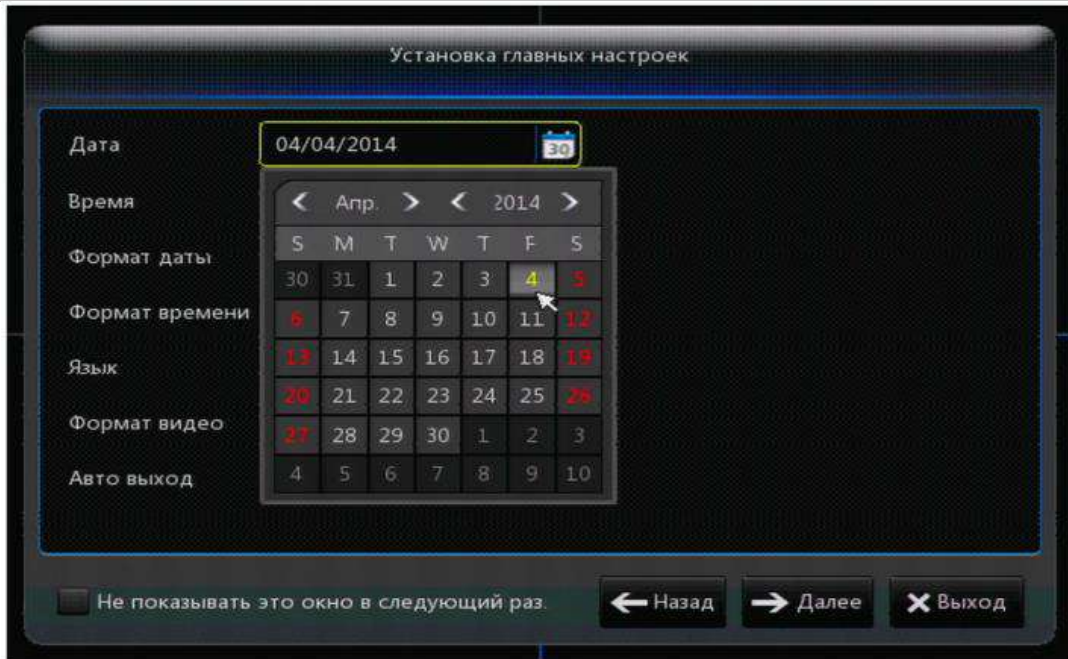 Установка главных настроек
Дата 04/04/2014 30
Время
Формат даты
Формат времени
Язык
Формат видео
Авто выход
Апр. 2014
S M T W T F S
30 31 1 2 3 4 5
6 7 8 9 10 11 12
13 14 15 16 17 18 19
20 21 22 23 24 25 26
27 28 29 30 1 2 3
4 5 6 7 8 9 10
Не показывать это окно в следующий раз.
Назад Далее Выход